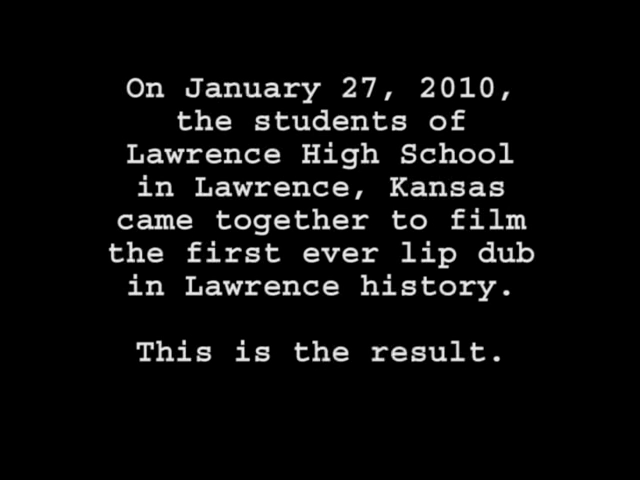 On January 27, 2010,
the students of
Lawrence High School
in Lawrence, Kansas
came together to film
the first ever lip dub
in Lawrence history.
This is the result.